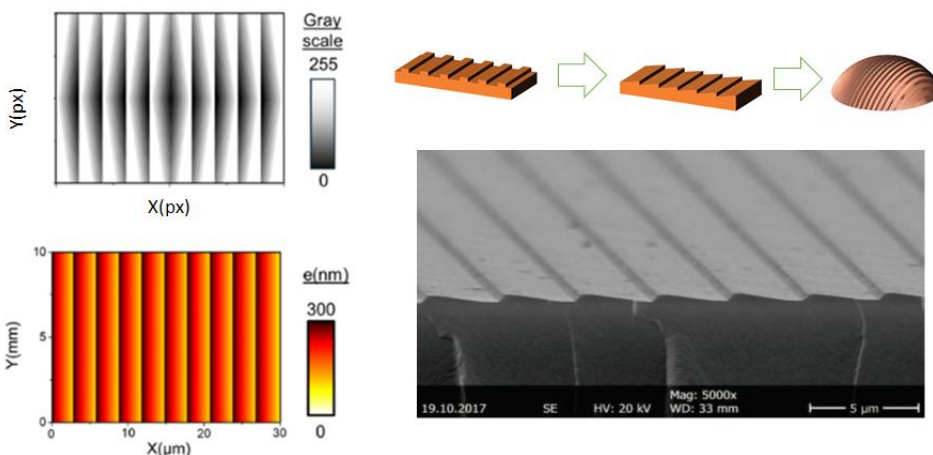 Gray
scale
255
0
Y(px)
X(px)
10
5
0
Y(mm)
0
10
20
30
X(μm)
e(nm)
300
0
19.10.2017
SE
HV: 20 kV
Mag: 5000x
WD: 33 mm
5 μm